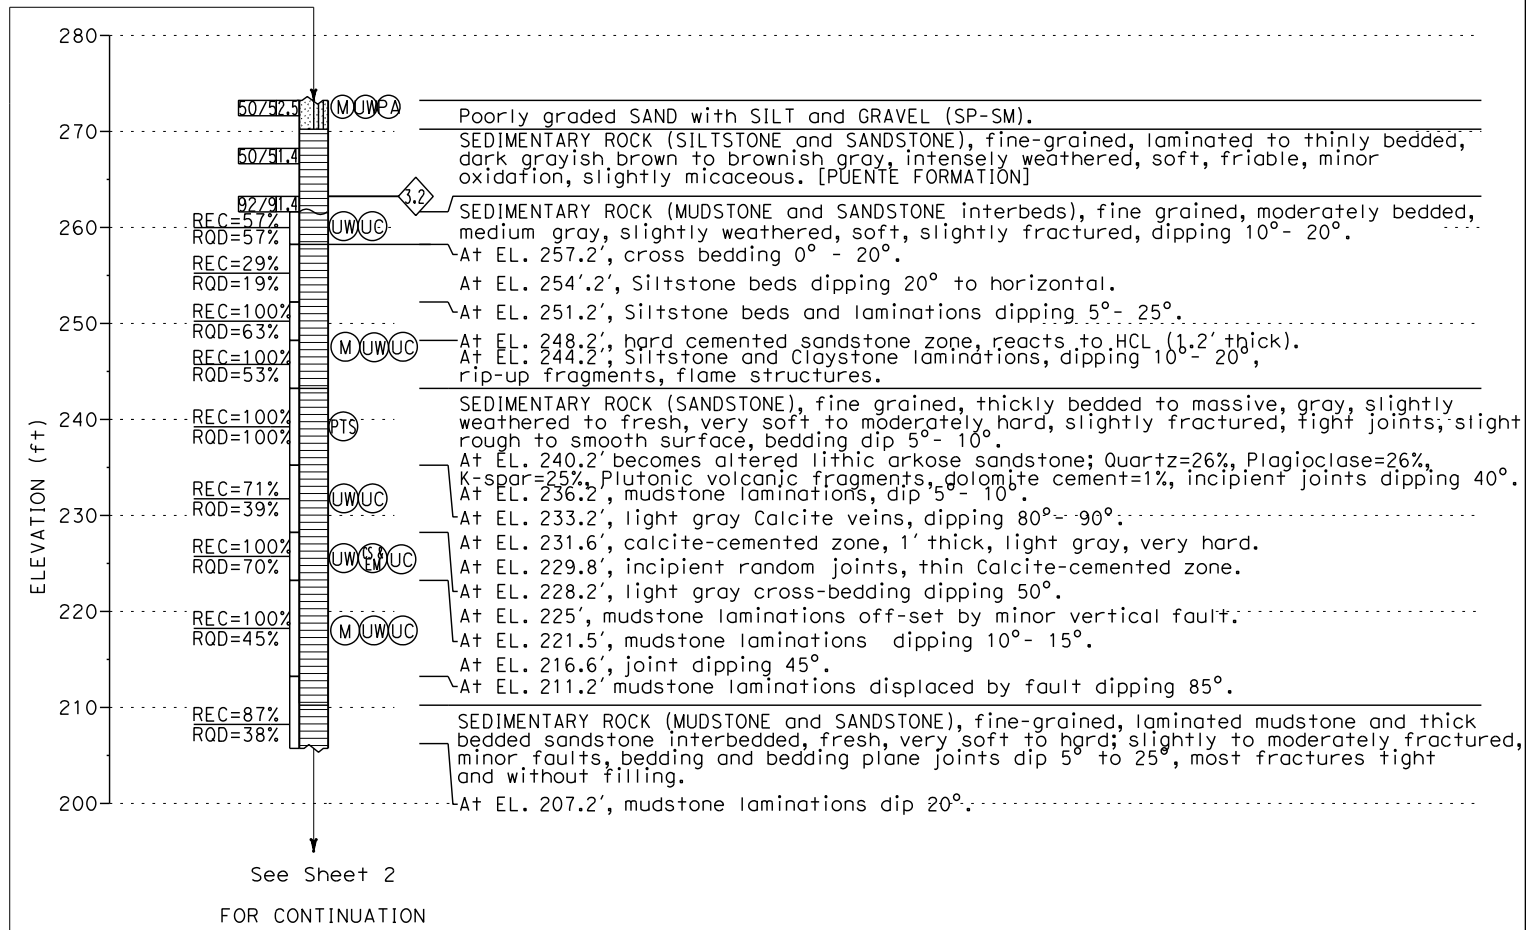 280
50/5 2.5 M UW PA
Poorly graded SAND with SILT and GRAVEL (SP-SM).
270
SEDIMENTARY ROCK (SILTSTONE and SANDSTONE), fine-grained, laminated to thinly bedded,
50/5 1.4
dark grayish brown to brownish gray, intensely weathered, soft, friable, minor
oxidation, slightly micaceous. [PUENTE FORMATION]
3.2
92/9 1.4
SEDIMENTARY ROCK (MUDSTONE and SANDSTONE interbeds), fine grained, moderately bedded,
REC=57%
260
RQD=57%
UW UC
medium gray, slightly weathered, soft, slightly fractured, dipping 10°- 20°.
At EL. 257.2', cross bedding 0° - 20°.
REC=29%
RQD=19%
At EL. 254'.2', Siltstone beds dipping 20° to horizontal.
REC=100%
At EL. 251.2', Siltstone beds and laminations dipping 5°- 25°.
250
RQD=63%
M UW UC
At EL. 248.2', hard cemented sandstone zone, reacts to HCL (1.2' thick).
REC=100%
At EL. 244.2', Siltstone and Claystone laminations, dipping 10°- 20°,
RQD=53%
rip-up fragments, flame structures.
SEDIMENTARY ROCK (SANDSTONE), fine grained, thickly bedded to massive, gray, slightly
REC=100%
240
RQD=100%
PTS
weathered to fresh, very soft to moderately hard, slightly fractured, tight joints, slight
rough to smooth surface, bedding dip 5°- 10°.
At EL. 240.2' becomes altered lithic arkose sandstone; Quartz=26%, Plagioclase=26%,
K-spar=25%, Plutonic volcanic fragments, dolomite cement=1%, incipient joints dipping 40°.
REC=71%
RQD=39%
UW UC
At EL. 236.2', mudstone laminations, dip 5°- 10°.
230
At EL. 233.2', light gray Calcite veins, dipping 80°- 90°.
At EL. 231.6', calcite-cemented zone, 1' thick, light gray, very hard.
REC=100%
RQD=70%
UW CS & EM UC
At EL. 229.8', incipient random joints, thin Calcite-cemented zone.
At EL. 228.2', light gray cross-bedding dipping 50°.
220
At EL. 225', mudstone laminations off-set by minor vertical fault.
REC=100%
RQD=45%
M UW UC
At EL. 221.5', mudstone laminations dipping 10°- 15°.
At EL. 216.6', joint dipping 45°.
At EL. 211.2' mudstone laminations displaced by fault dipping 85°.
210
REC=87%
RQD=38%
SEDIMENTARY ROCK (MUDSTONE and SANDSTONE), fine-grained, laminated mudstone and thick
bedded sandstone interbedded, fresh, very soft to hard; slightly to moderately fractured,
minor faults, bedding and bedding plane joints dip 5° to 25°, most fractures tight
and without filling.
200
At EL. 207.2', mudstone laminations dip 20°.
ELEVATION (ft)
See Sheet 2
FOR CONTINUATION